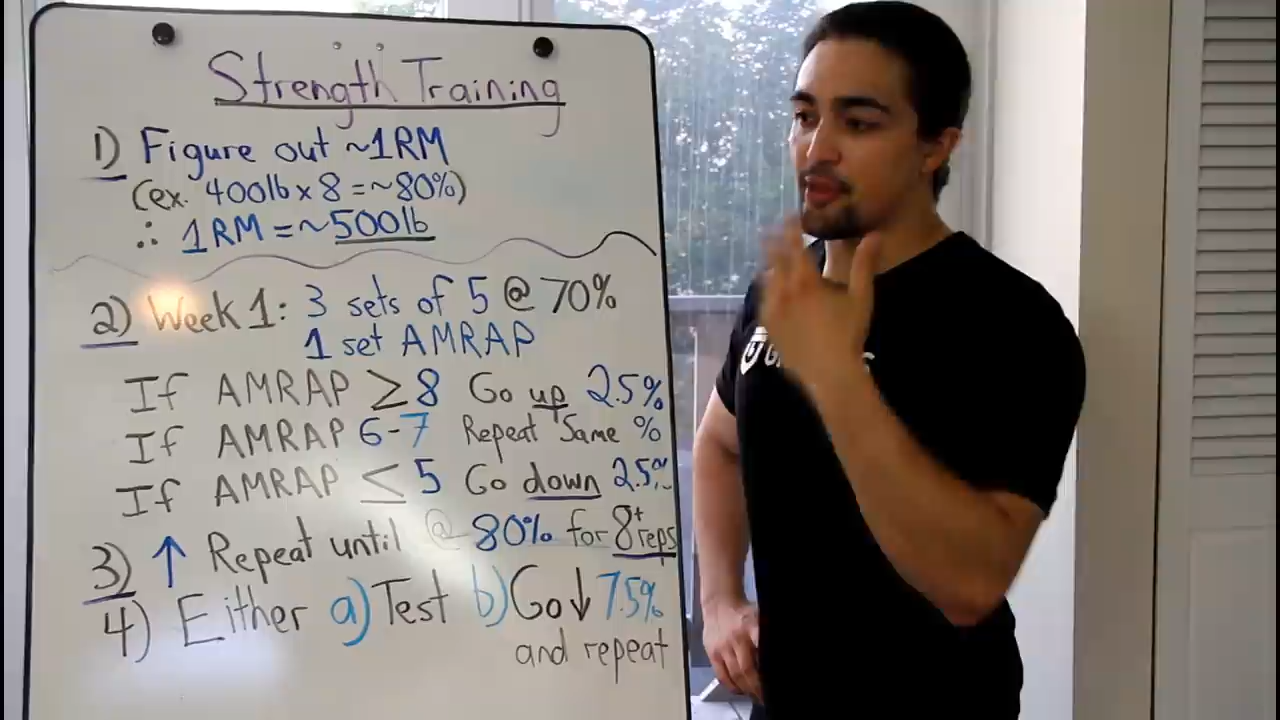 Strength Training
1) Figure out ~1RM
(ex. 400lb x 8 = ~80%)
∴ 1RM = ~500lb
2) Week 1: 3 sets of 5 @ 70%
1 set AMRAP
If AMRAP ≥8 Go up 2.5%
If AMRAP 6-7 Repeat Same %
If AMRAP ≤ 5 Go down 2.5%
3) ↑ Repeat until @ 80% for 8+ reps
4) Either a) Test b) Go ↓ 7.5%
and repeat